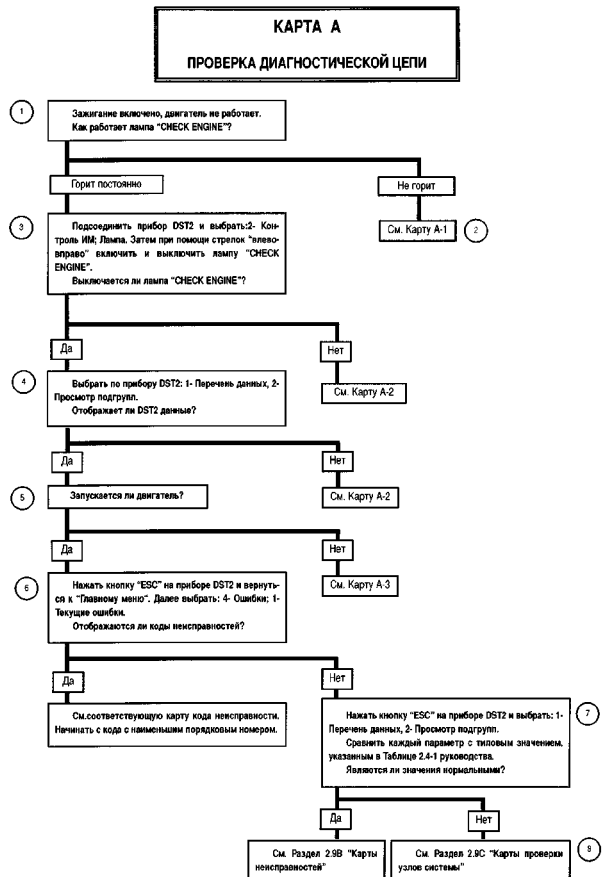 КАРТА А
ПРОВЕРКА ДИАГНОСТИЧЕСКОЙ ЦЕПИ
1
Зажигание включено, двигатель не работает.
Как работает лампа "CHECK ENGINE"?
Горит постоянно
Не горит
3
Подсоединить прибор DST2 и выбрать:2- Кон-
троль ИМ; Лампа. Затем при помощи стрелок "влево-
вправо" включить и выключить лампу "CHECK
ENGINE".
Выключается ли лампа "CHECK ENGINE"?
См. Карту А-1
2
Да
Нет
4
Выбрать по прибору DST2: 1- Перечень данных, 2-
Просмотр подгрупп.
Отображает ли DST2 данные?
См. Карту А-2
Да
Нет
5
Запускается ли двигатель?
См. Карту А-2
Да
Нет
6
Нажать кнопку "ESC" на приборе DST2 и вернуть-
ся к "Главному меню". Далее выбрать: 4- Ошибки; 1-
Текущие ошибки.
Отображаются ли коды неисправностей?
См. Карту А-3
Да
Нет
См.соответствующую карту кода неисправности.
Начинать с кода с наименьшим порядковым номером.
Нажать кнопку "ESC" на приборе DST2 и выбрать: 1-
Перечень данных, 2- Просмотр подгрупп.
Сравнить каждый параметр с типовым значением,
указанным в Таблице 2.4-1 руководства.
Являются ли значения нормальными?
7
Да
Нет
См. Раздел 2.9В "Карты
неисправностей"
См. Раздел 2.9С "Карты проверки
узлов системы"